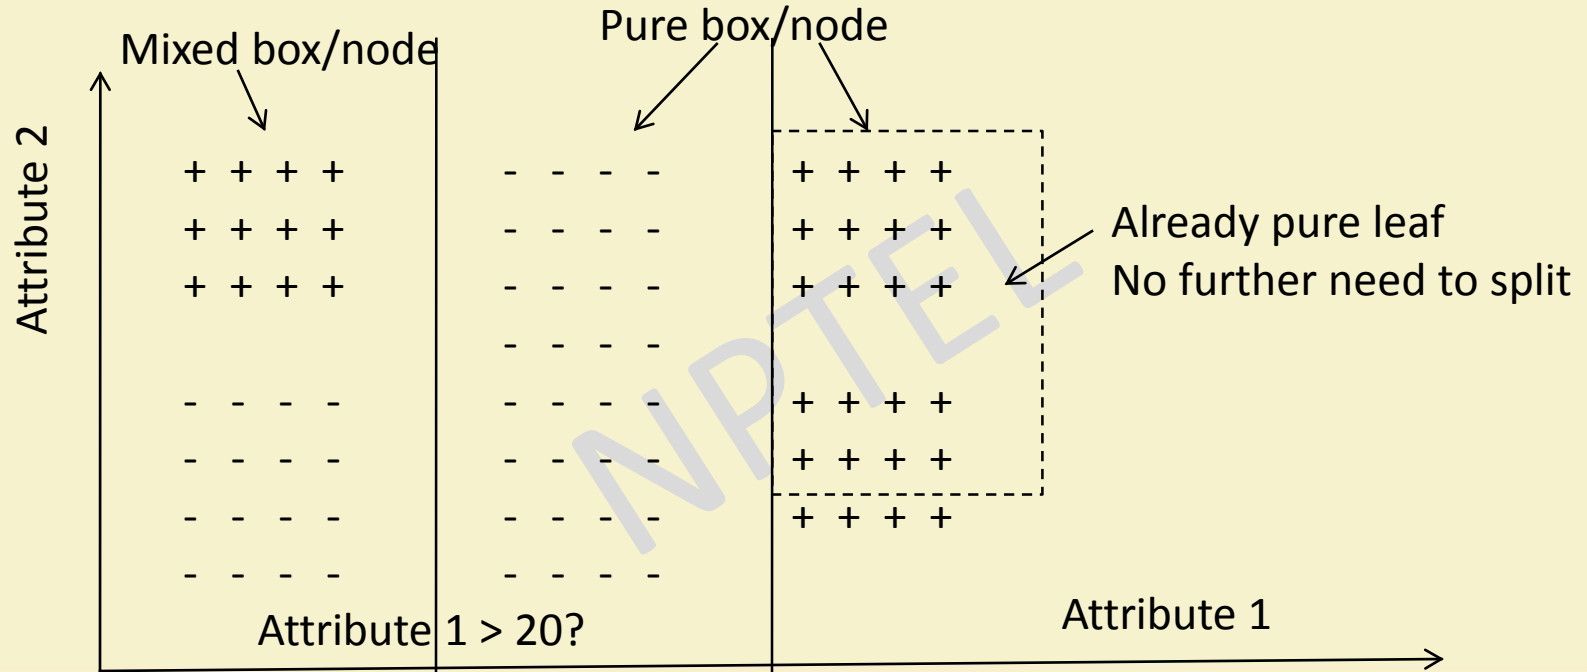 Pure box/node
Mixed box/node
Attribute 2
+ + + + - - - - + + + +
+ + + + - - - - + + + +
+ + + + - - - - + + + +
- - - -
- - - - - - - - + + + +
- - - - - - - - + + + +
- - - - - - - - + + + +
- - - - - - - -
Already pure leaf
No further need to split
NPTEL
Attribute 1 > 20?
Attribute 1